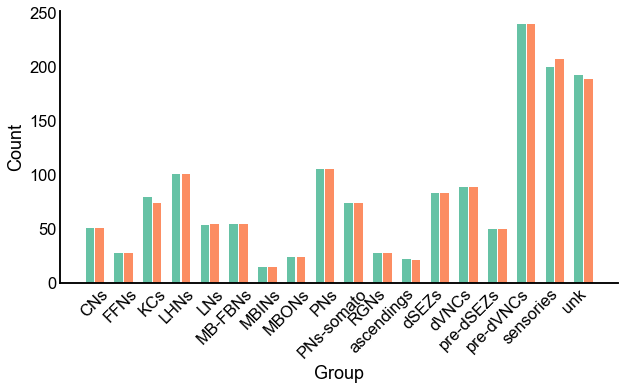 250
200
150
100
50
0
Count
CNs
FFNs
KCs
LHNs
LNs
MB-FBNs
MBINs
MBONs
PNs
PNs-somato
RGNs
ascendings
dSEZs
dVNCs
pre-dSEZs
pre-dVNCs
sensories
unk
Group